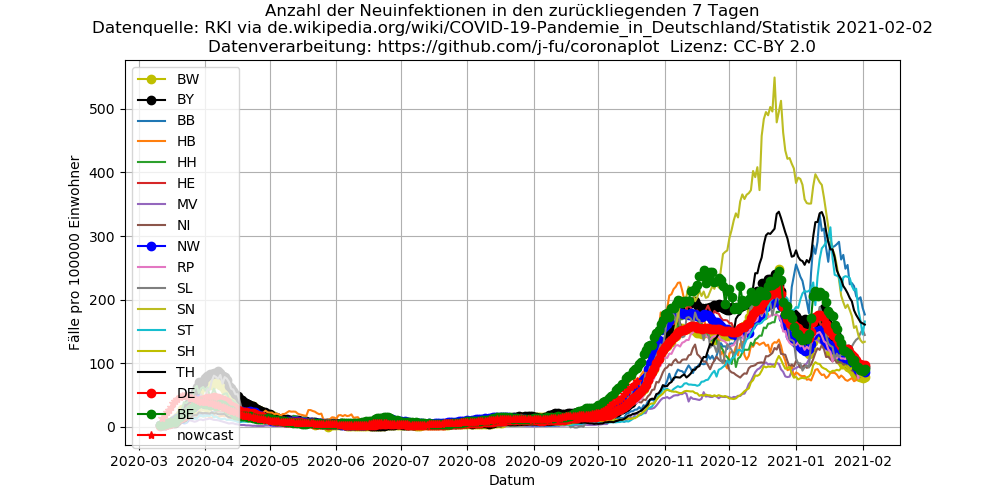 Anzahl der Neuinfektionen in den zurückliegenden 7 Tagen
Datenquelle: RKI via de.wikipedia.org/wiki/COVID-19-Pandemie_in_Deutschland/Statistik 2021-02-02
Datenverarbeitung: https://github.com/j-fu/coronaplot Lizenz: CC-BY 2.0
Fälle pro 100000 Einwohner
500
400
300
200
100
0
BW
BY
BB
HB
HH
HE
MV
NI
NW
RP
SL
SN
ST
SH
TH
DE
BE
nowcast
2020-03 2020-04 2020-05 2020-06 2020-07 2020-08 2020-09 2020-10 2020-11 2020-12 2021-01 2021-02
Datum